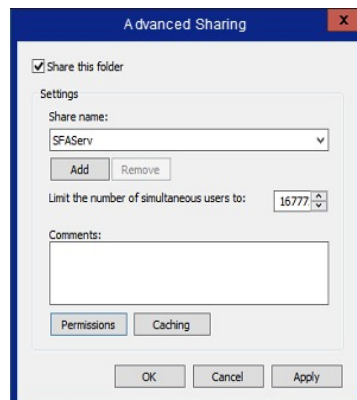 Advanced Sharing
x
Share this folder
Settings
Share name:
SFAServ
Add Remove
Limit the number of simultaneous users to: 16777
Comments:
Permissions Caching
OK Cancel Apply